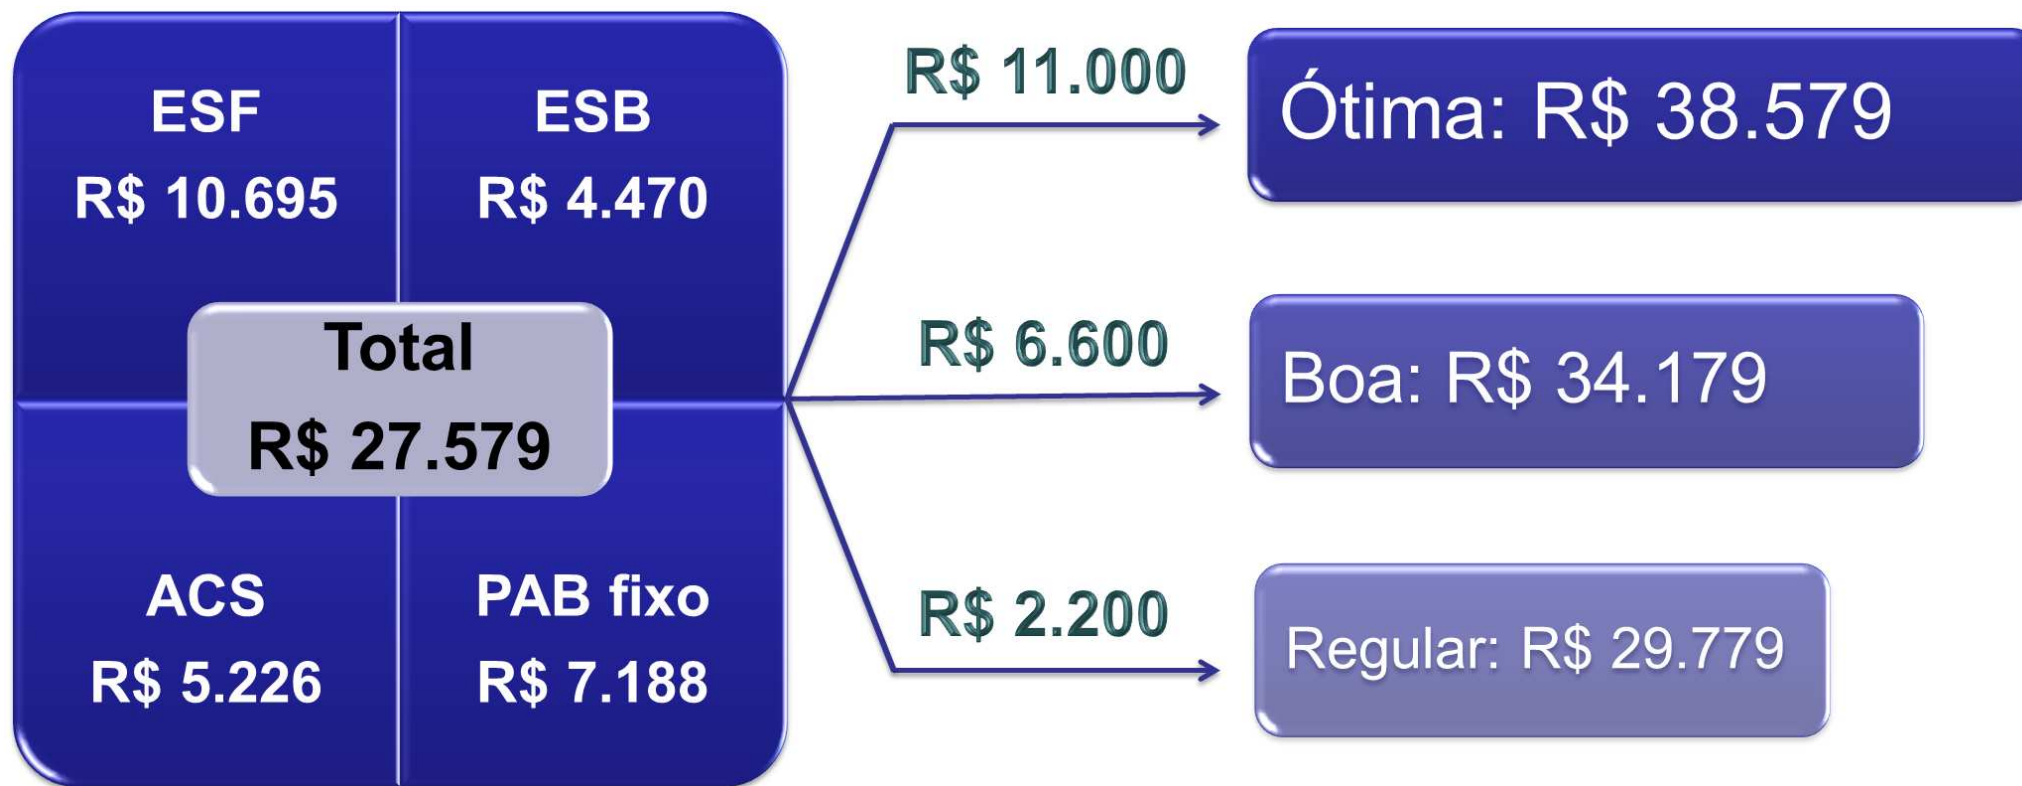 ESF
R$ 10.695
ESB
R$ 4.470
Total
R$ 27.579
ACS
R$ 5.226
PAB fixo
R$ 7.188
R$ 11.000
Ótima: R$ 38.579
R$ 6.600
Boa: R$ 34.179
R$ 2.200
Regular: R$ 29.779